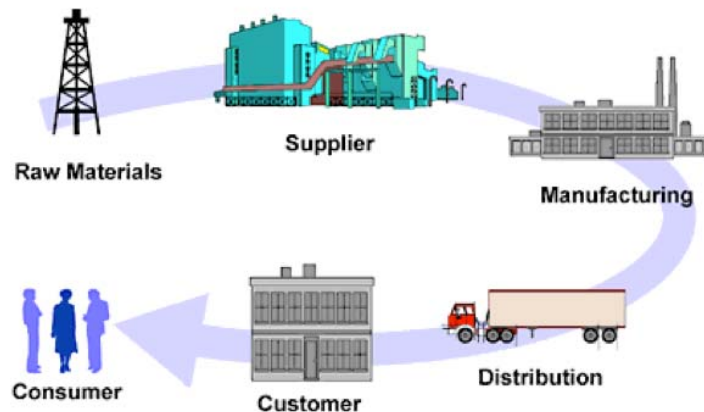 Raw Materials
Supplier
Manufacturing
Distribution
Customer
Consumer